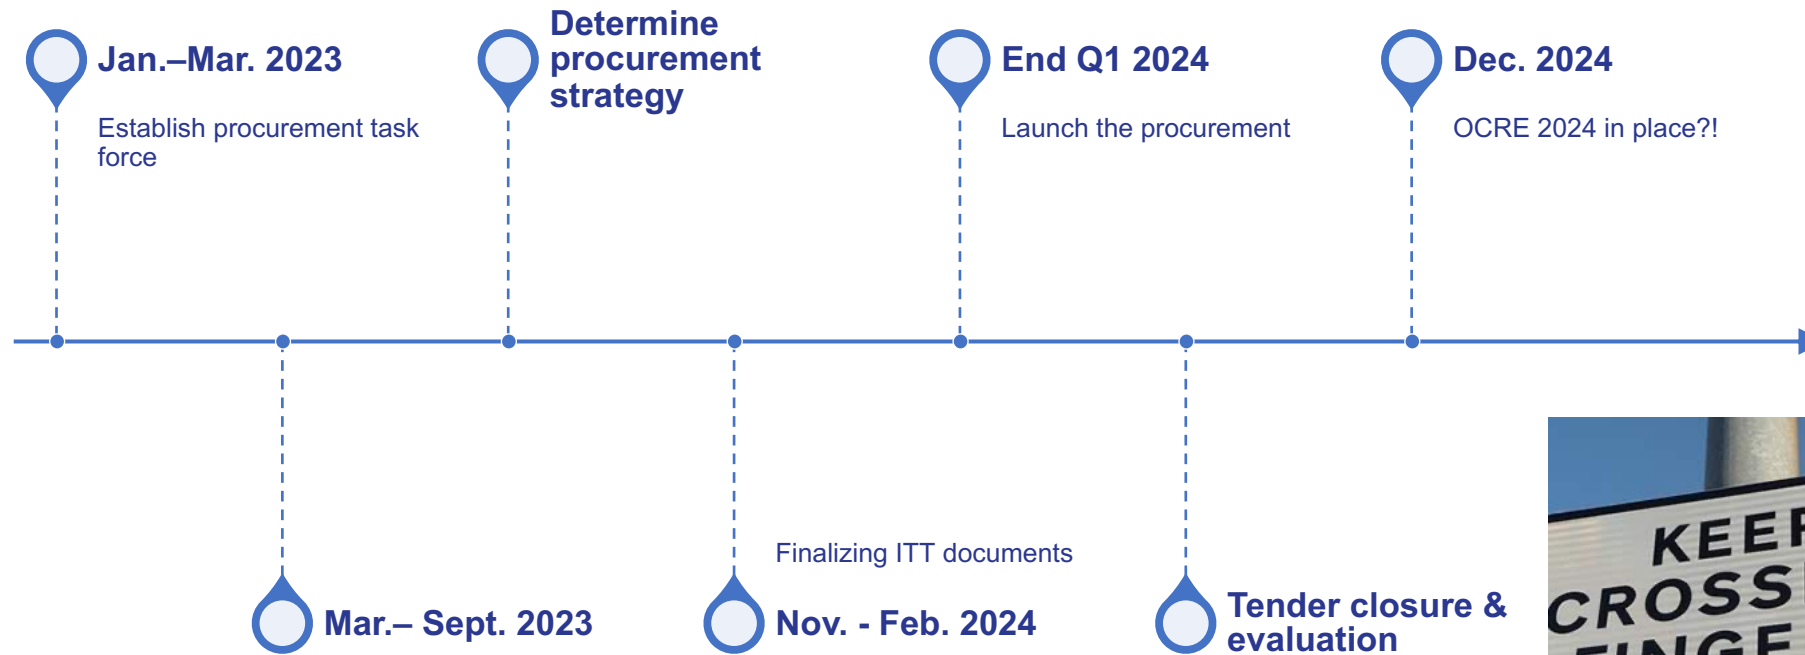 Jan.–Mar. 2023
Establish procurement task
force
Mar.– Sept. 2023
Determine
procurement
strategy
Finalizing ITT documents
Nov. - Feb. 2024
End Q1 2024
Launch the procurement
Tender closure &
evaluation
Dec. 2024
OCRE 2024 in place?!
KEEP
CROSS
FINGE